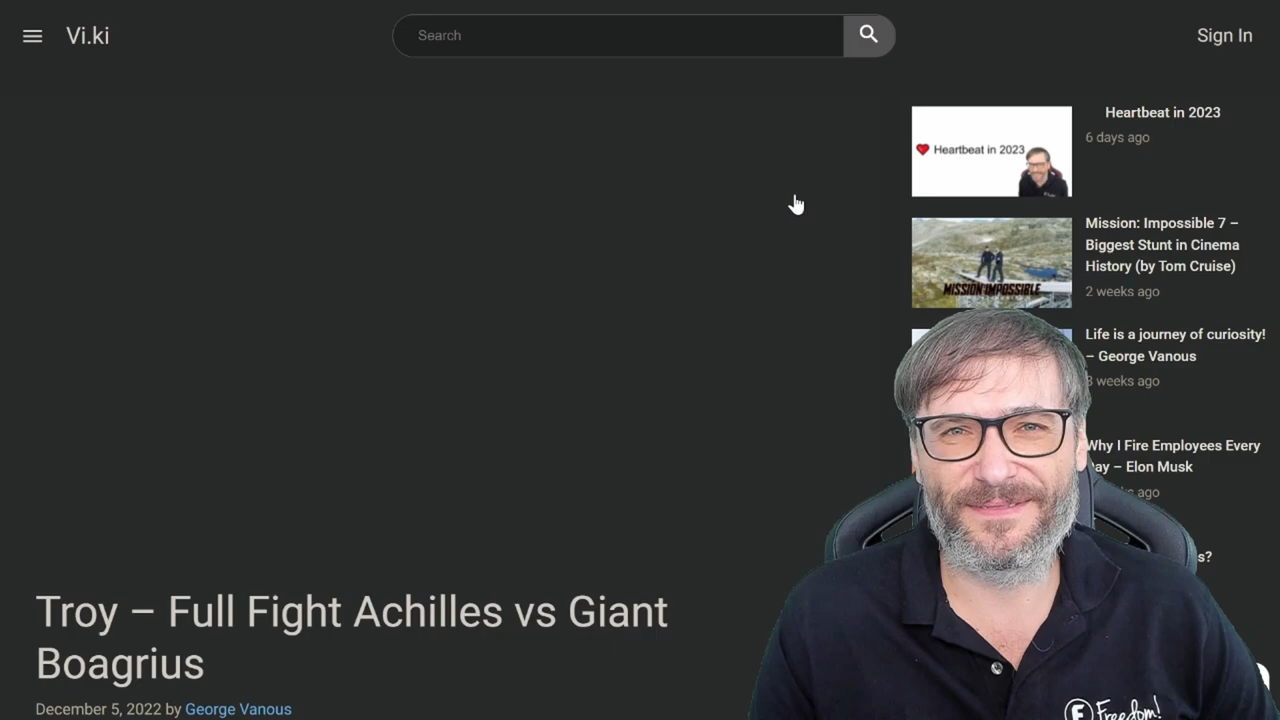 Vi.ki
Search
Sign In
Heartbeat in 2023
6 days ago
Heartbeat in 2023
Mission: Impossible 7 –
Biggest Stunt in Cinema
History (by Tom Cruise)
2 weeks ago
MISSION IMPOSSIBLE
Life is a journey of curiosity!
– George Vanous
weeks ago
Why I Fire Employees Every
– Elon Musk
ago
Troy – Full Fight Achilles vs Giant
Boagrius
December 5, 2022 by George Vanous
Freedom!